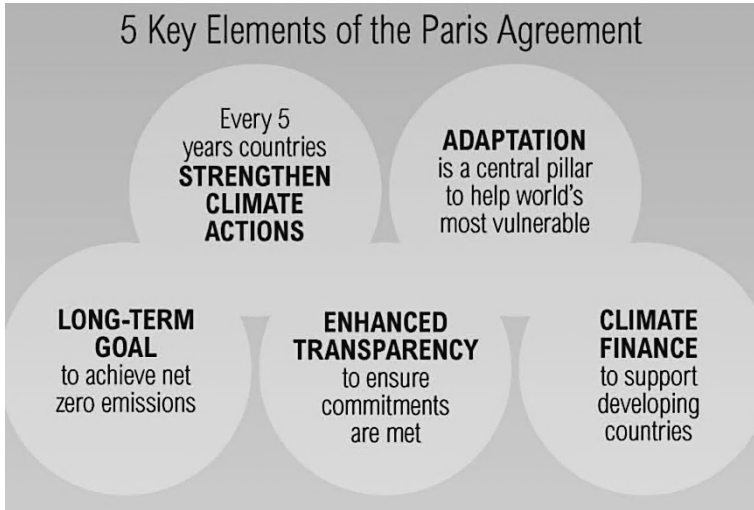 5 Key Elements of the Paris Agreement
Every 5
years countries
STRENGTHEN
CLIMATE
ACTIONS
ADAPTATION
is a central pillar
to help world's
most vulnerable
LONG-TERM
GOAL
to achieve net
zero emissions
ENHANCED
TRANSPARENCY
to ensure
commitments
are met
CLIMATE
FINANCE
to support
developing
countries